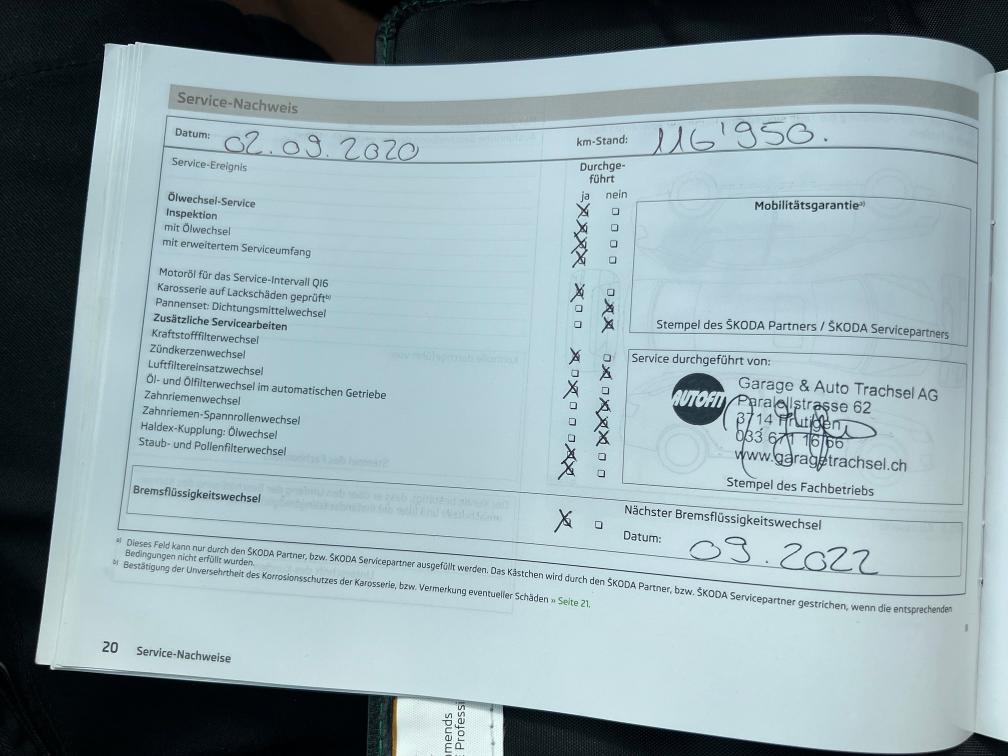 Service-Nachweis
Datum: 02.09.2020
km-Stand: 116'950.
Service-Ereignis
Durchge-
führt
ja nein
Ölwechsel-Service
Inspektion
mit Ölwechsel
mit erweitertem Serviceumfang
Motoröl für das Service-Intervall QI6
Karosserie auf Lackschäden geprüftb)
Pannenset: Dichtungsmittelwechsel
Zusätzliche Servicearbeiten
Kraftstofffilterwechsel
Zündkerzenwechsel
Luftfiltereinsatzwechsel
Öl- und Ölfilterwechsel im automatischen Getriebe
Zahnriemenwechsel
Zahnriemen-Spannrollenwechsel
Haldex-Kupplung: Ölwechsel
Staub- und Pollenfilterwechsel
Mobilitätsgarantiea)
Stempel des ŠKODA Partners / ŠKODA Servicepartners
Service durchgeführt von:
AUTOFIT
Garage & Auto Trachsel AG
Paralellstrasse 62
3714 Frutigen
033 671 16 66
www.garagetrachsel.ch
Stempel des Fachbetriebs
Bremsflüssigkeitswechsel
Nächster Bremsflüssigkeitswechsel
Datum: 09.2022
a) Dieses Feld kann nur durch den ŠKODA Partner, bzw. ŠKODA Servicepartner ausgefüllt werden. Das Kästchen wird durch den ŠKODA Partner, bzw. ŠKODA Servicepartner gestrichen, wenn die entsprechenden
Bedingungen nicht erfüllt wurden.
b) Bestätigung der Unversehrtheit des Korrosionsschutzes der Karosserie, bzw. Vermerkung eventueller Schäden » Seite 21.
20 Service-Nachweise